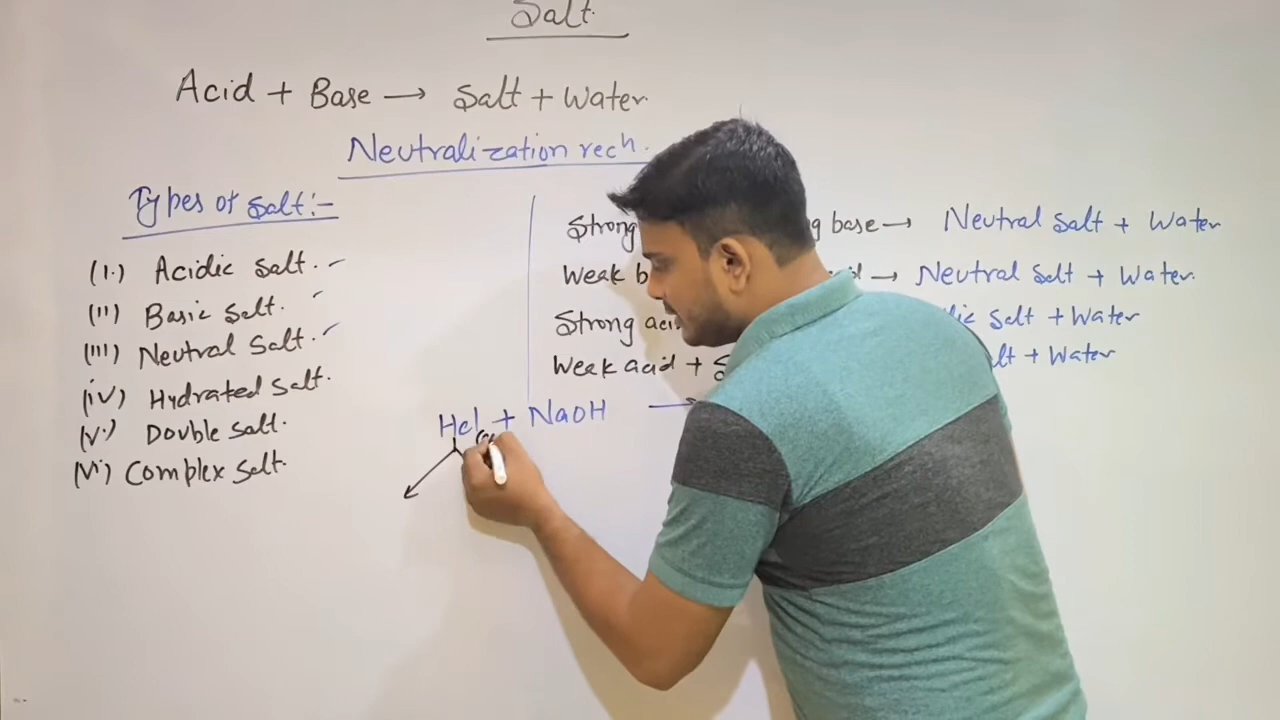 Salt.
Acid + Base → Salt + Water.
Neutralization rech.
Types of Salt:-
(I.) Acidic Salt.
(II) Basic Salt.
(III) Neutral Salt.
(iV) Hydrated Salt.
(V.) Double Salt.
(Vi) Complex Salt.
Strong base → Neutral Salt + Water
Weak → Neutral Salt + Water.
Strong Salt + Water
Weak acid + Salt + Water
Hcl + NaOH →